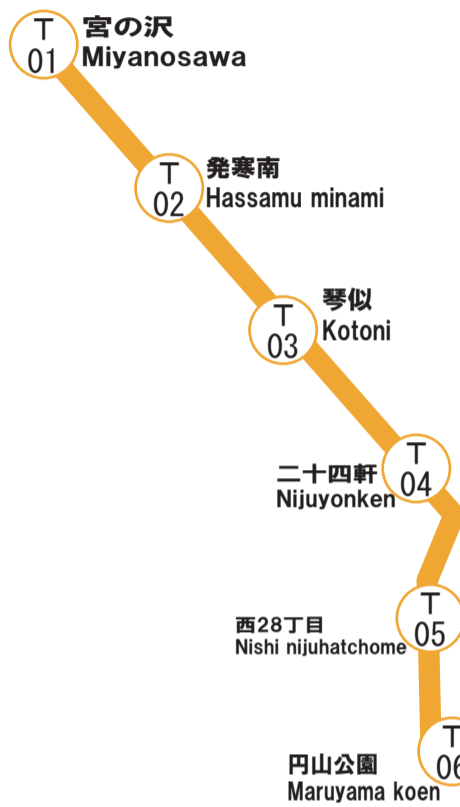 T
01
宮の沢
Miyanosawa
T
02
発寒南
Hassamu minami
T
03
琴似
Kotoni
T
04
二十四軒
Nijuyonken
T
05
西28丁目
Nishi nijuhatchome
T
06
円山公園
Maruyama koen